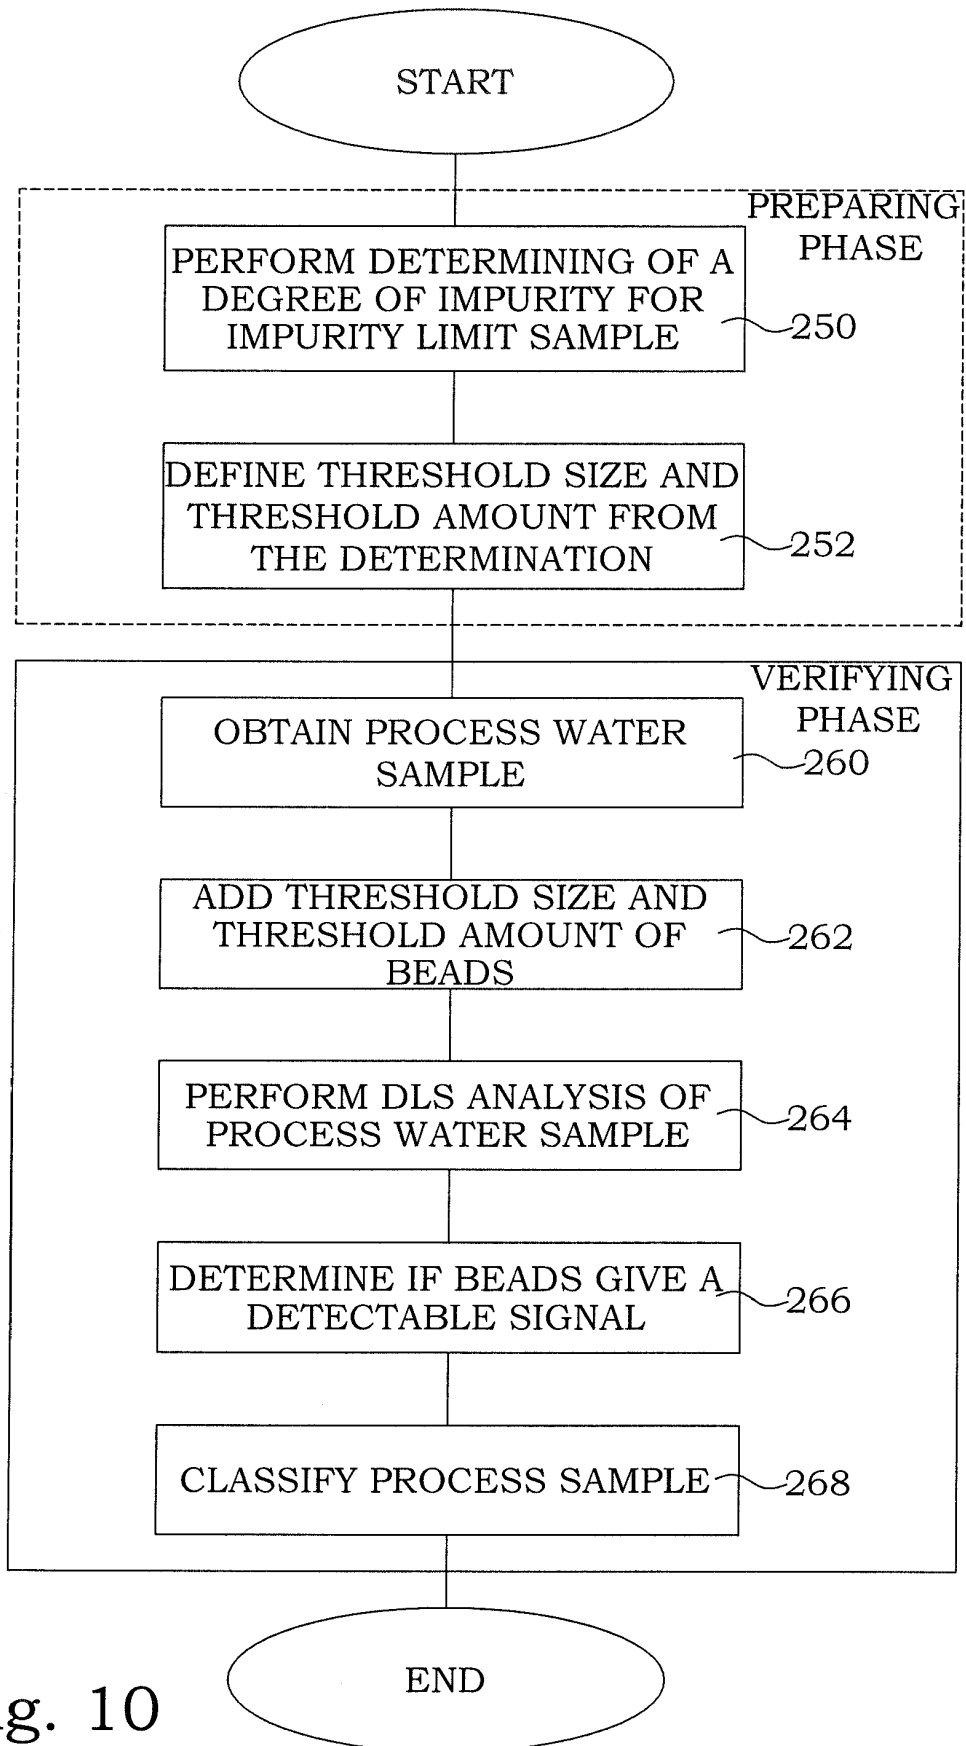 START
PREPARING
PHASE
PERFORM DETERMINING OF A
DEGREE OF IMPURITY FOR
IMPURITY LIMIT SAMPLE
250
DEFINE THRESHOLD SIZE AND
THRESHOLD AMOUNT FROM
THE DETERMINATION
252
VERIFYING
PHASE
OBTAIN PROCESS WATER
SAMPLE
260
ADD THRESHOLD SIZE AND
THRESHOLD AMOUNT OF
BEADS
262
PERFORM DLS ANALYSIS OF
PROCESS WATER SAMPLE
264
DETERMINE IF BEADS GIVE A
DETECTABLE SIGNAL
266
CLASSIFY PROCESS SAMPLE
268
END
g. 10